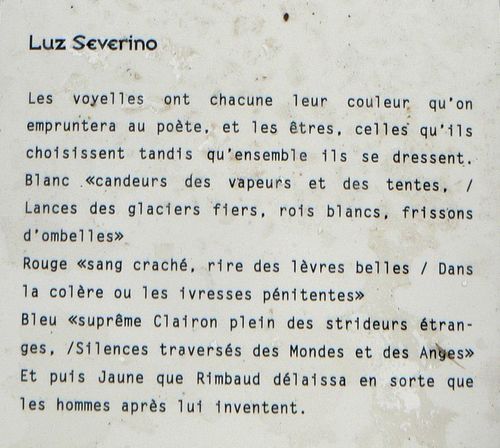 Luz Severino
Les voyelles ont chacune leur couleur qu'on
empruntera au poète, et les êtres, celles qu'ils
choisissent tandis qu'ensemble ils se dressent.
Blanc «candeurs des vapeurs et des tentes, /
Lances des glaciers fiers, rois blancs, frissons
d'ombelles»
Rouge «sang craché, rire des lèvres belles / Dans
la colère ou les ivresses pénitentes»
Bleu «suprême Clairon plein des strideurs étran-
ges, /Silences traversés des Mondes et des Anges»
Et puis Jaune que Rimbaud délaissa en sorte que
les hommes après lui inventent.